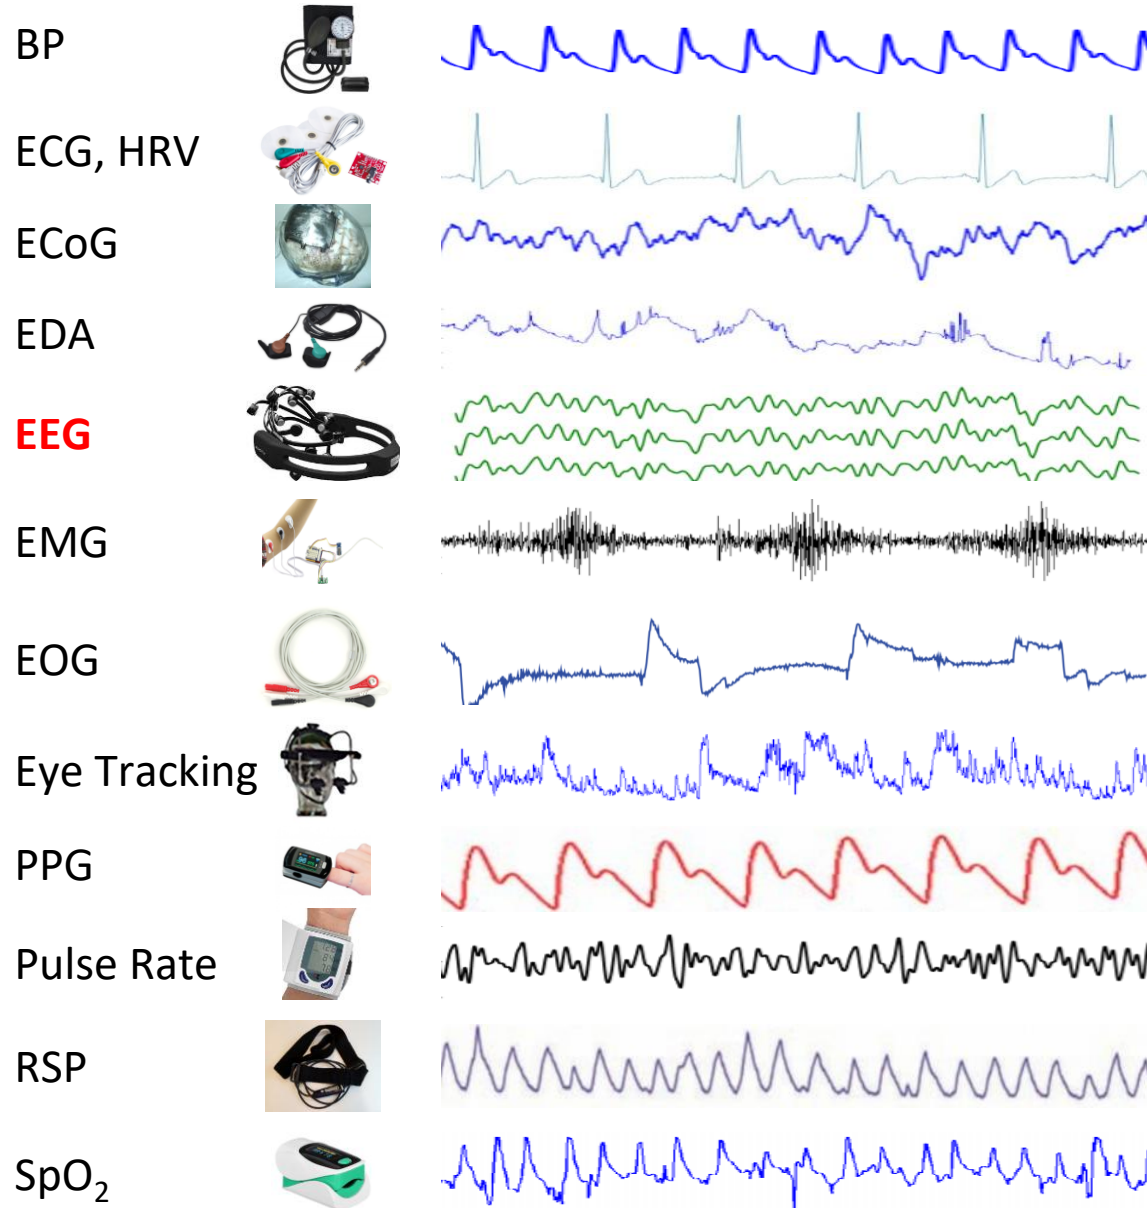 BP
ECG, HRV
ECoG
EDA
EEG
EMG
EOG
Eye Tracking
PPG
Pulse Rate
RSP
SpO₂